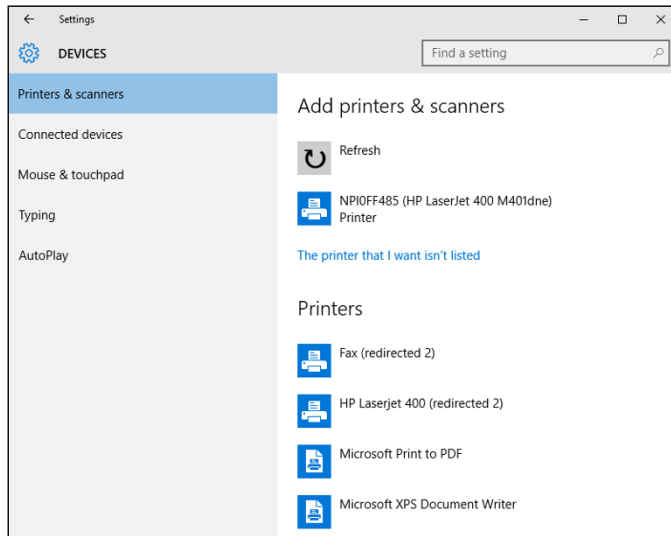 Settings
DEVICES
Find a setting
Printers & scanners
Connected devices
Mouse & touchpad
Typing
AutoPlay
Add printers & scanners
Refresh
NPI0FF485 (HP LaserJet 400 M401dne)
Printer
The printer that I want isn't listed
Printers
Fax (redirected 2)
HP Laserjet 400 (redirected 2)
Microsoft Print to PDF
Microsoft XPS Document Writer